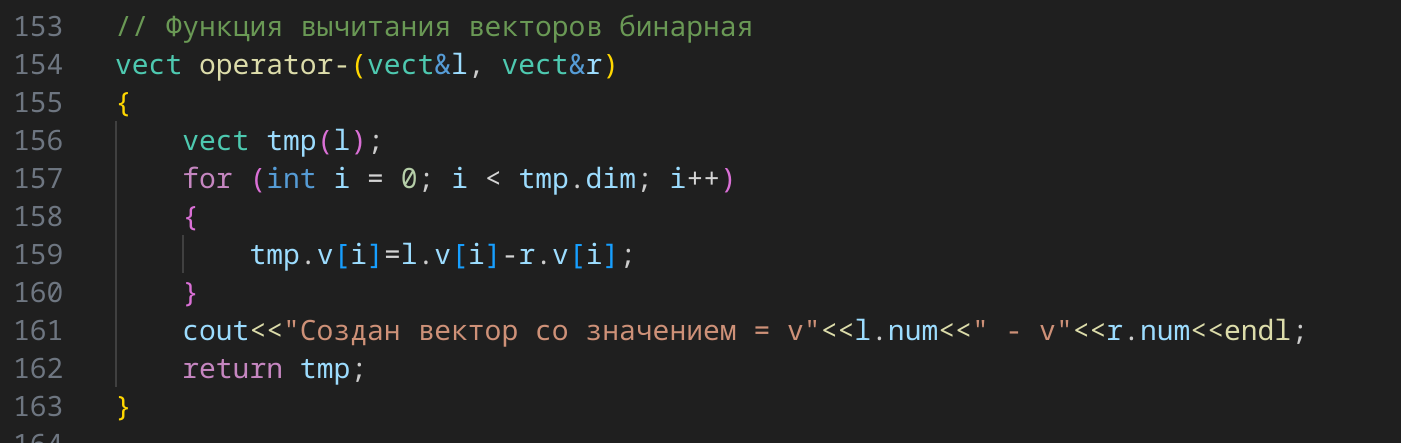 153 // Функция вычитания векторов бинарная
154 vect operator-(vect&l, vect&r)
155 {
156 vect tmp(l);
157 for (int i = 0; i < tmp.dim; i++)
158 {
159 tmp.v[i]=l.v[i]-r.v[i];
160 }
161 cout<<"Создан вектор со значением = v"<<l.num<<" - v"<<r.num<<endl;
162 return tmp;
163 }
164